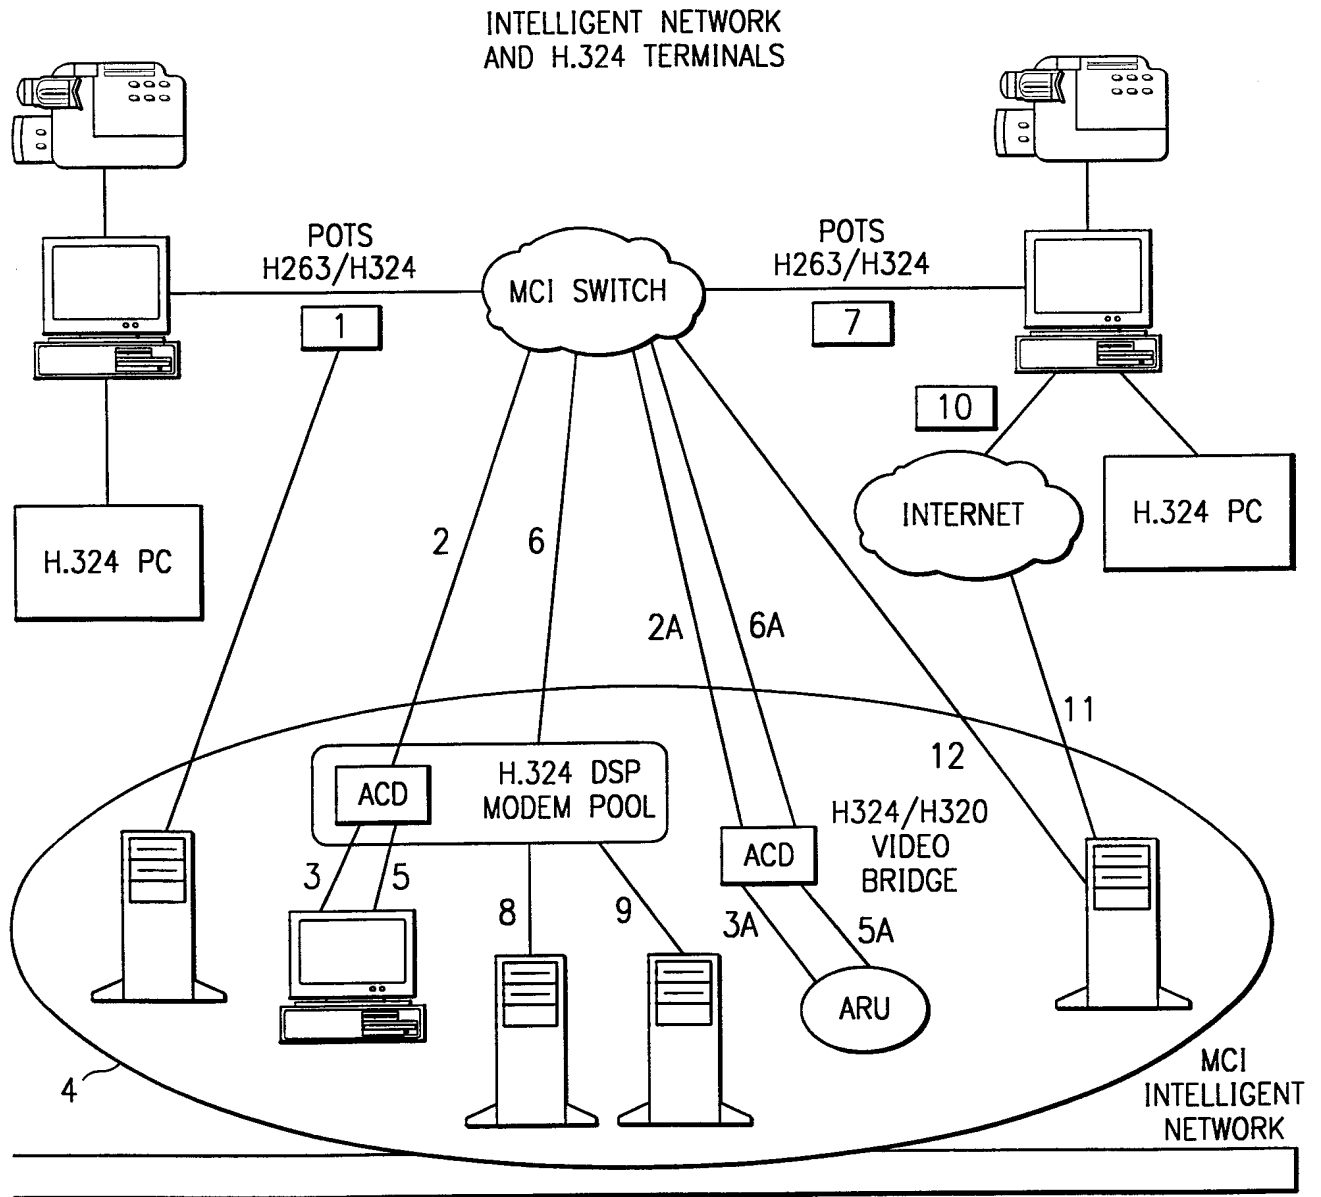 INTELLIGENT NETWORK
AND H.324 TERMINALS
POTS
H263/H324
1
MCI SWITCH
POTS
H263/H324
7
10
H.324 PC
INTERNET
H.324 PC
2
6
2A
6A
11
12
ACD
H.324 DSP
MODEM POOL
ACD
H324/H320
VIDEO
BRIDGE
3
5
8
9
3A
5A
ARU
4
MCI
INTELLIGENT
NETWORK